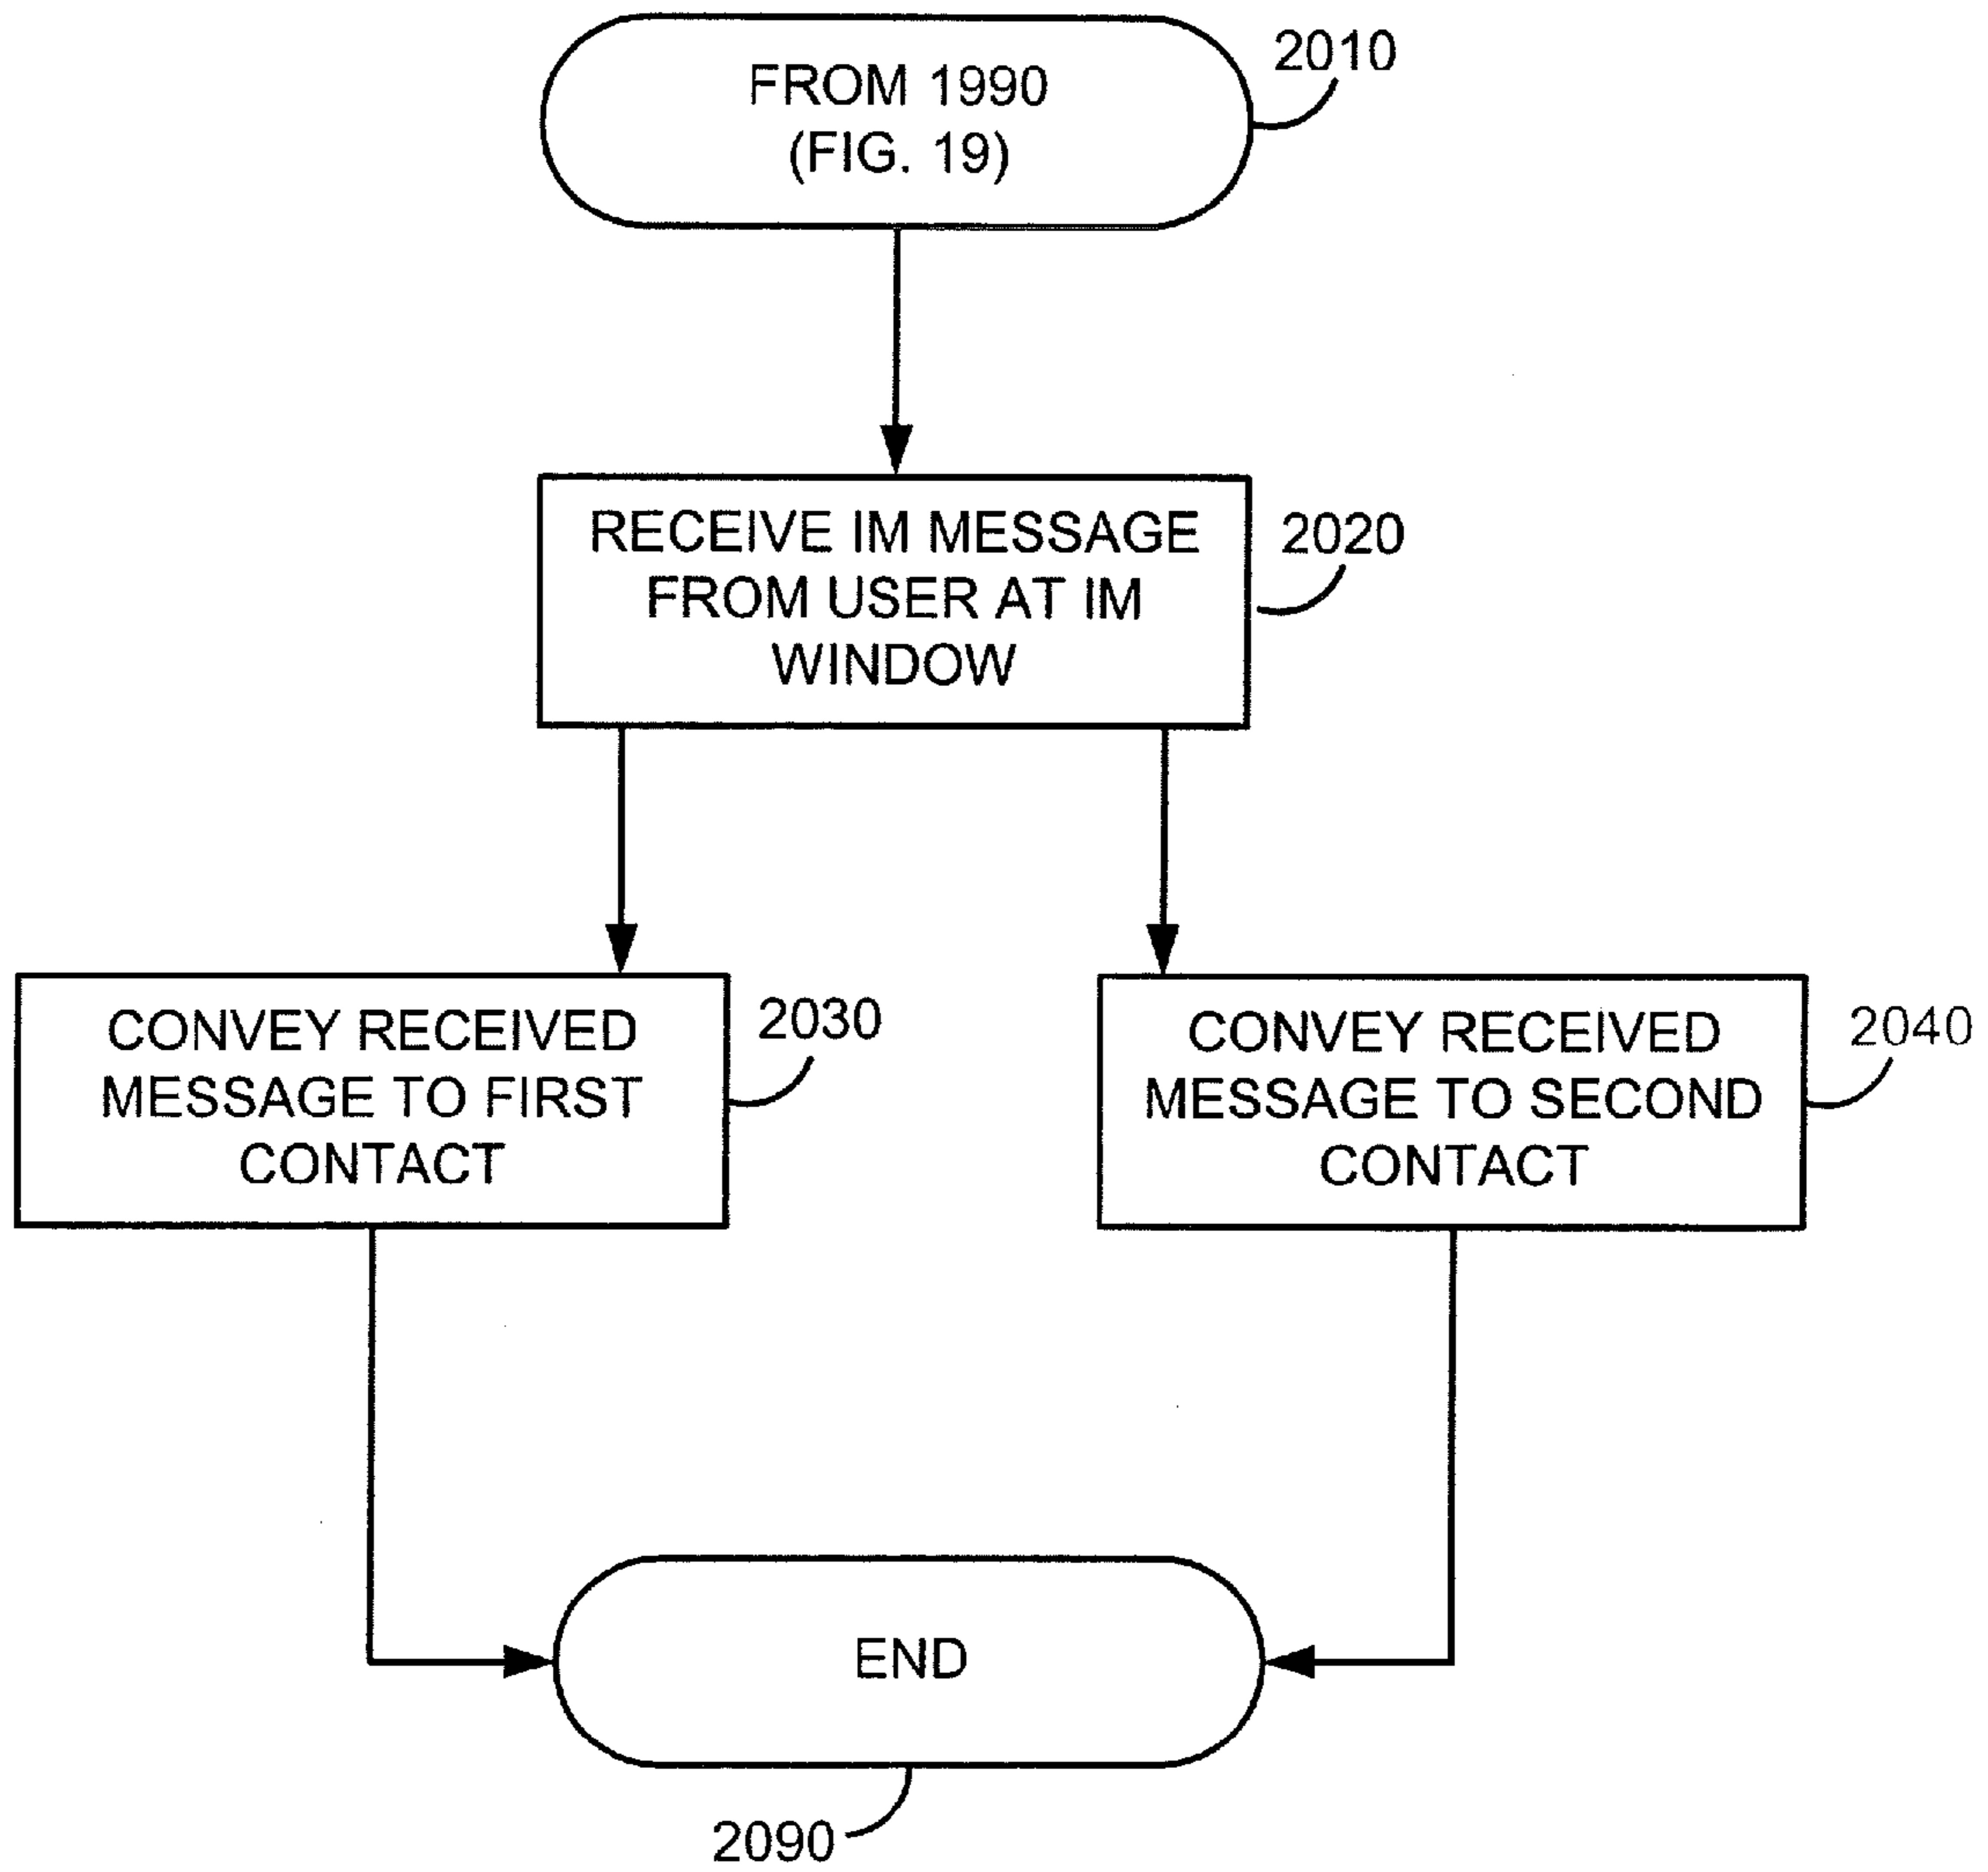 FROM 1990
(FIG. 19)
2010
RECEIVE IM MESSAGE
FROM USER AT IM
WINDOW
2020
CONVEY RECEIVED
MESSAGE TO FIRST
CONTACT
2030
CONVEY RECEIVED
MESSAGE TO SECOND
CONTACT
2040
END
2090